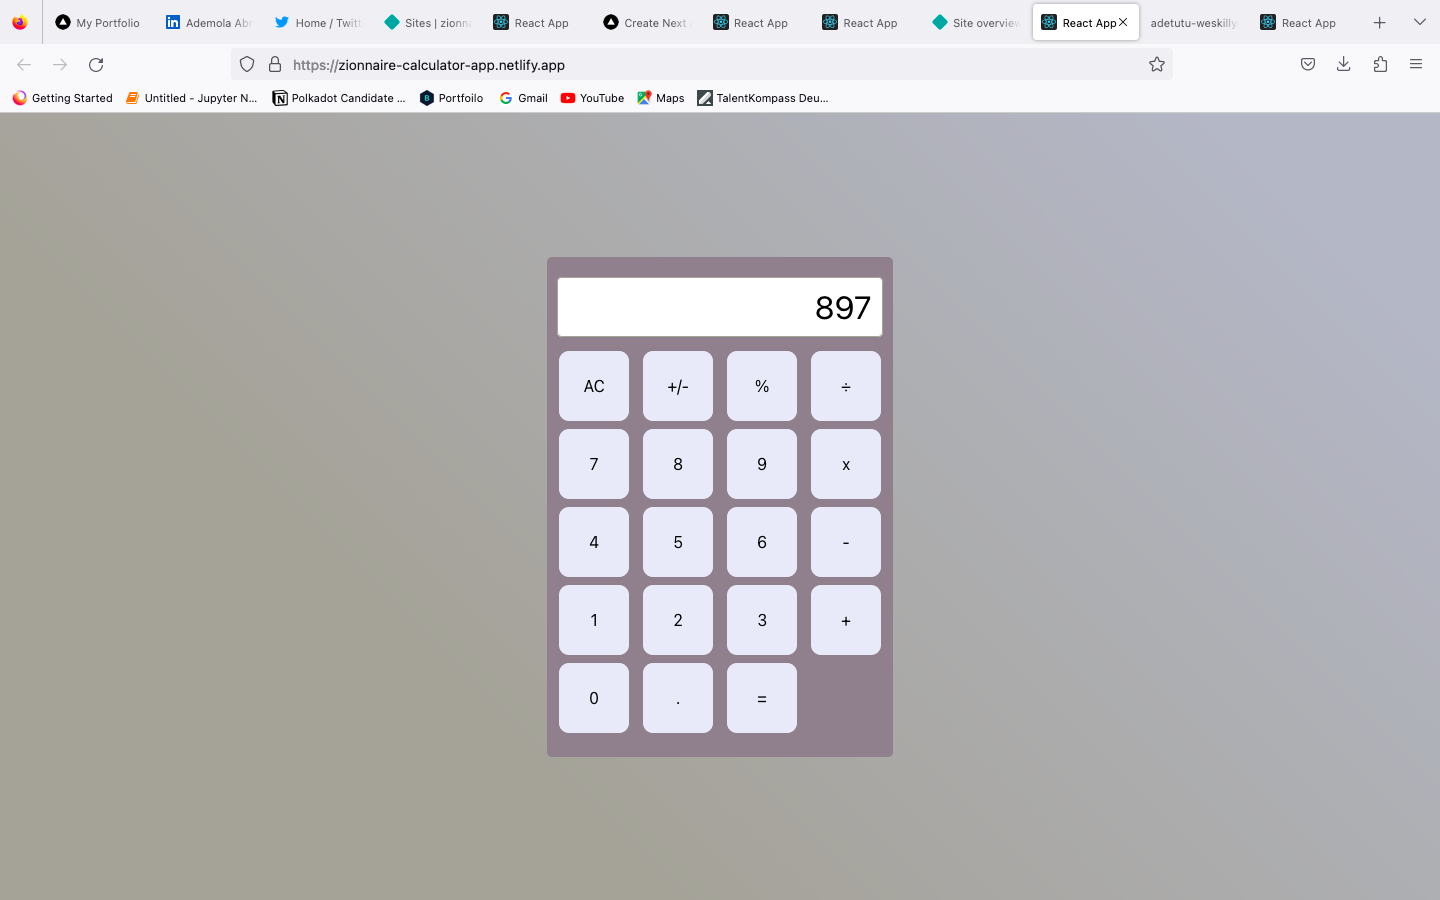 My Portfolio
Ademola Ab
Home / Twitt
Sites | zionn
React App
Create Next
React App
React App
Site overview
React App
adetutu-weskilly
React App
https://zionnaire-calculator-app.netlify.app
Getting Started
Untitled - Jupyter N...
Polkadot Candidate ...
Portfoilo
Gmail
YouTube
Maps
TalentKompass Deu...
897
AC +/- % ÷
7 8 9 x
4 5 6 -
1 2 3 +
0 . =